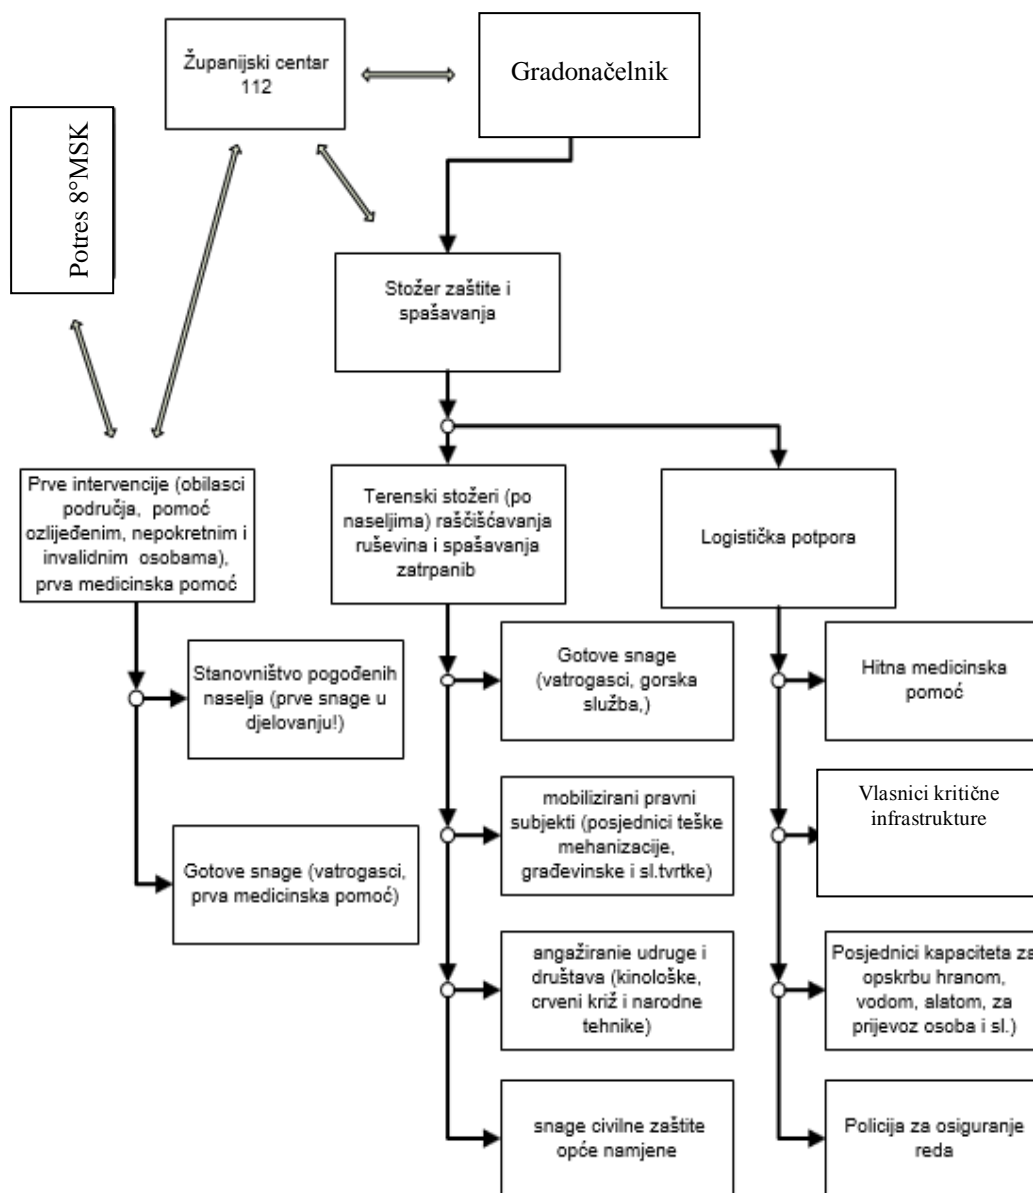 Županijski centar
112
Gradonačelnik
Potres 8°MSK
Stožer zaštite i
spašavanja
Prve intervencije (obilasci
područja, pomoć
ozlijeđenim, nepokretnim i
invalidnim osobama),
prva medicinska pomoć
Terenski stožeri (po
naseljima) raščišćavanja
ruševina i spašavanja
zatrpanib
Logistička potpora
Stanovništvo pogođenih
naselja (prve snage u
djelovanju!)
Gotove snage (vatrogasci,
prva medicinska pomoć)
Gotove snage
(vatrogasci, gorska
služba,)
mobilizirani pravni
subjekti (posjednici teške
mehanizacije,
građevinske i sl.tvrtke)
angažiranie udruge i
društava (kinološke,
crveni križ i narodne
tehnike)
snage civilne zaštite
opće namjene
Hitna medicinska
pomoć
Vlasnici kritične
infrastrukture
Posjednici kapaciteta za
opskrbu hranom,
vodom, alatom, za
prijevoz osoba i sl.)
Policija za osiguranje
reda